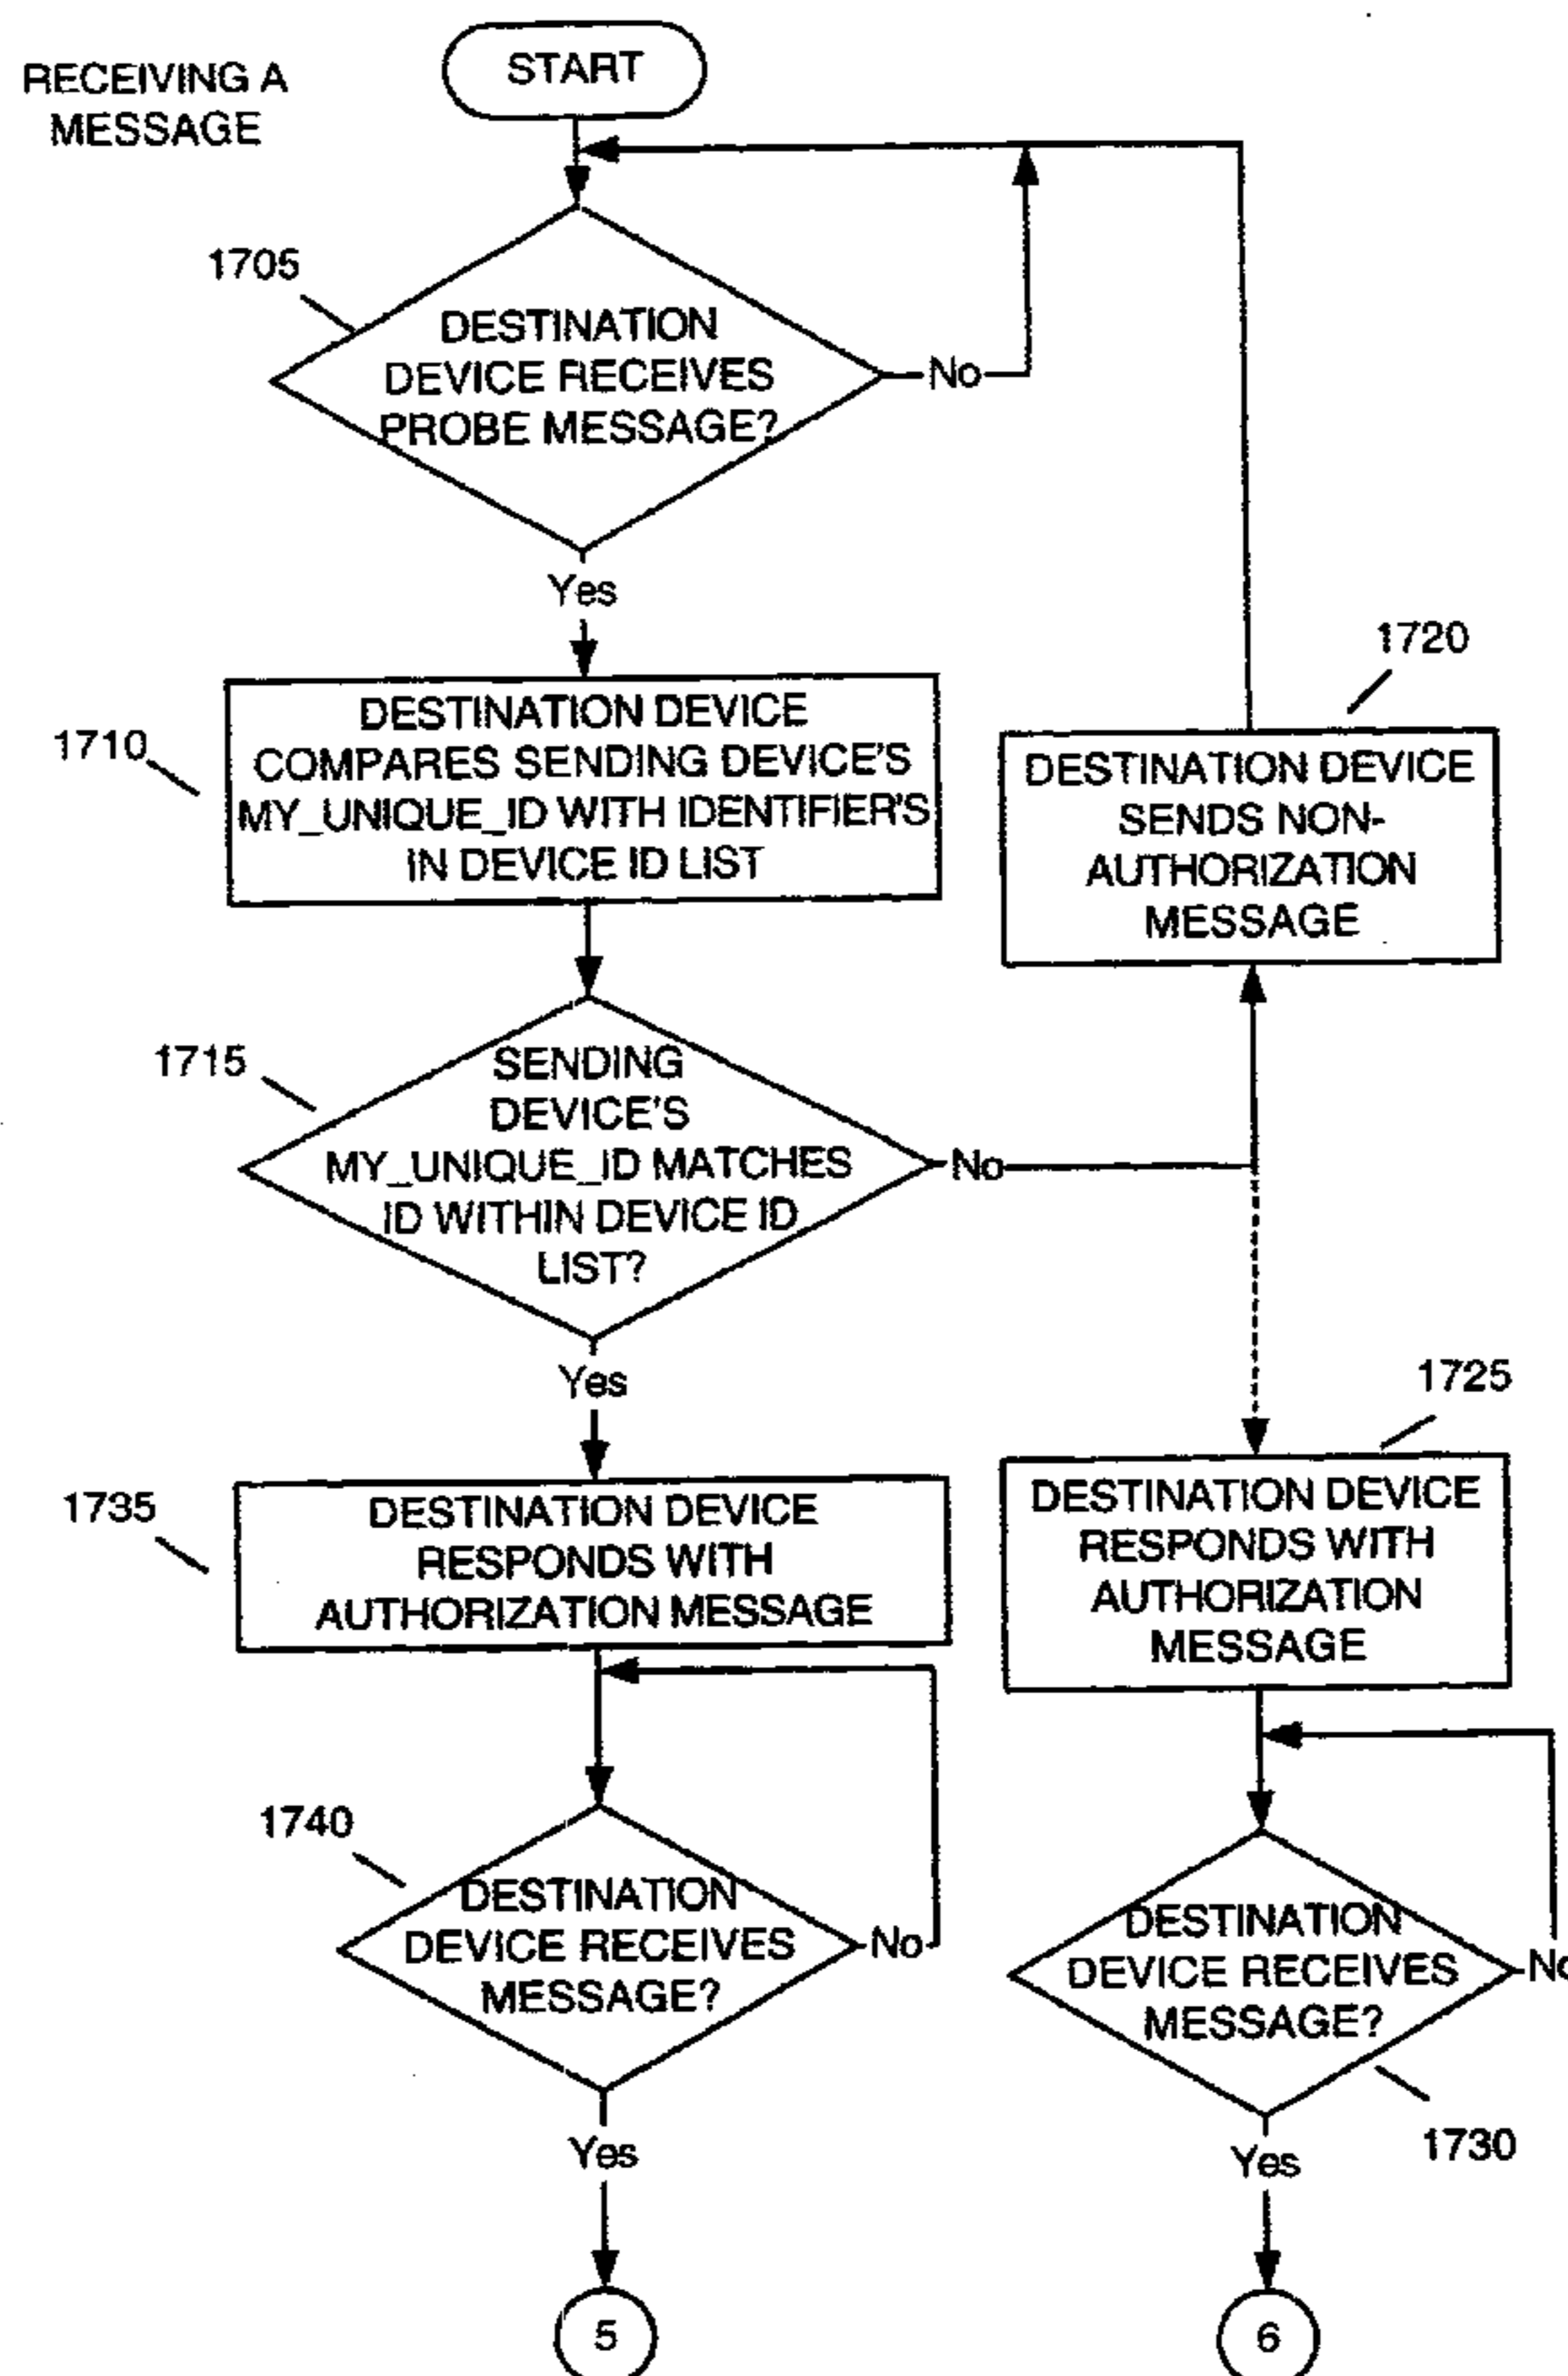 RECEIVING A
MESSAGE
START
1705
DESTINATION
DEVICE RECEIVES
PROBE MESSAGE?
No
Yes
1710
DESTINATION DEVICE
COMPARES SENDING DEVICE'S
MY_UNIQUE_ID WITH IDENTIFIER'S
IN DEVICE ID LIST
1720
DESTINATION DEVICE
SENDS NON-
AUTHORIZATION
MESSAGE
1715
SENDING
DEVICE'S
MY_UNIQUE_ID MATCHES
ID WITHIN DEVICE ID
LIST?
No
Yes
1735
DESTINATION DEVICE
RESPONDS WITH
AUTHORIZATION MESSAGE
1725
DESTINATION DEVICE
RESPONDS WITH
AUTHORIZATION
MESSAGE
1740
DESTINATION
DEVICE RECEIVES
MESSAGE?
No
Yes
5
DESTINATION
DEVICE RECEIVES
MESSAGE?
No
1730
Yes
6